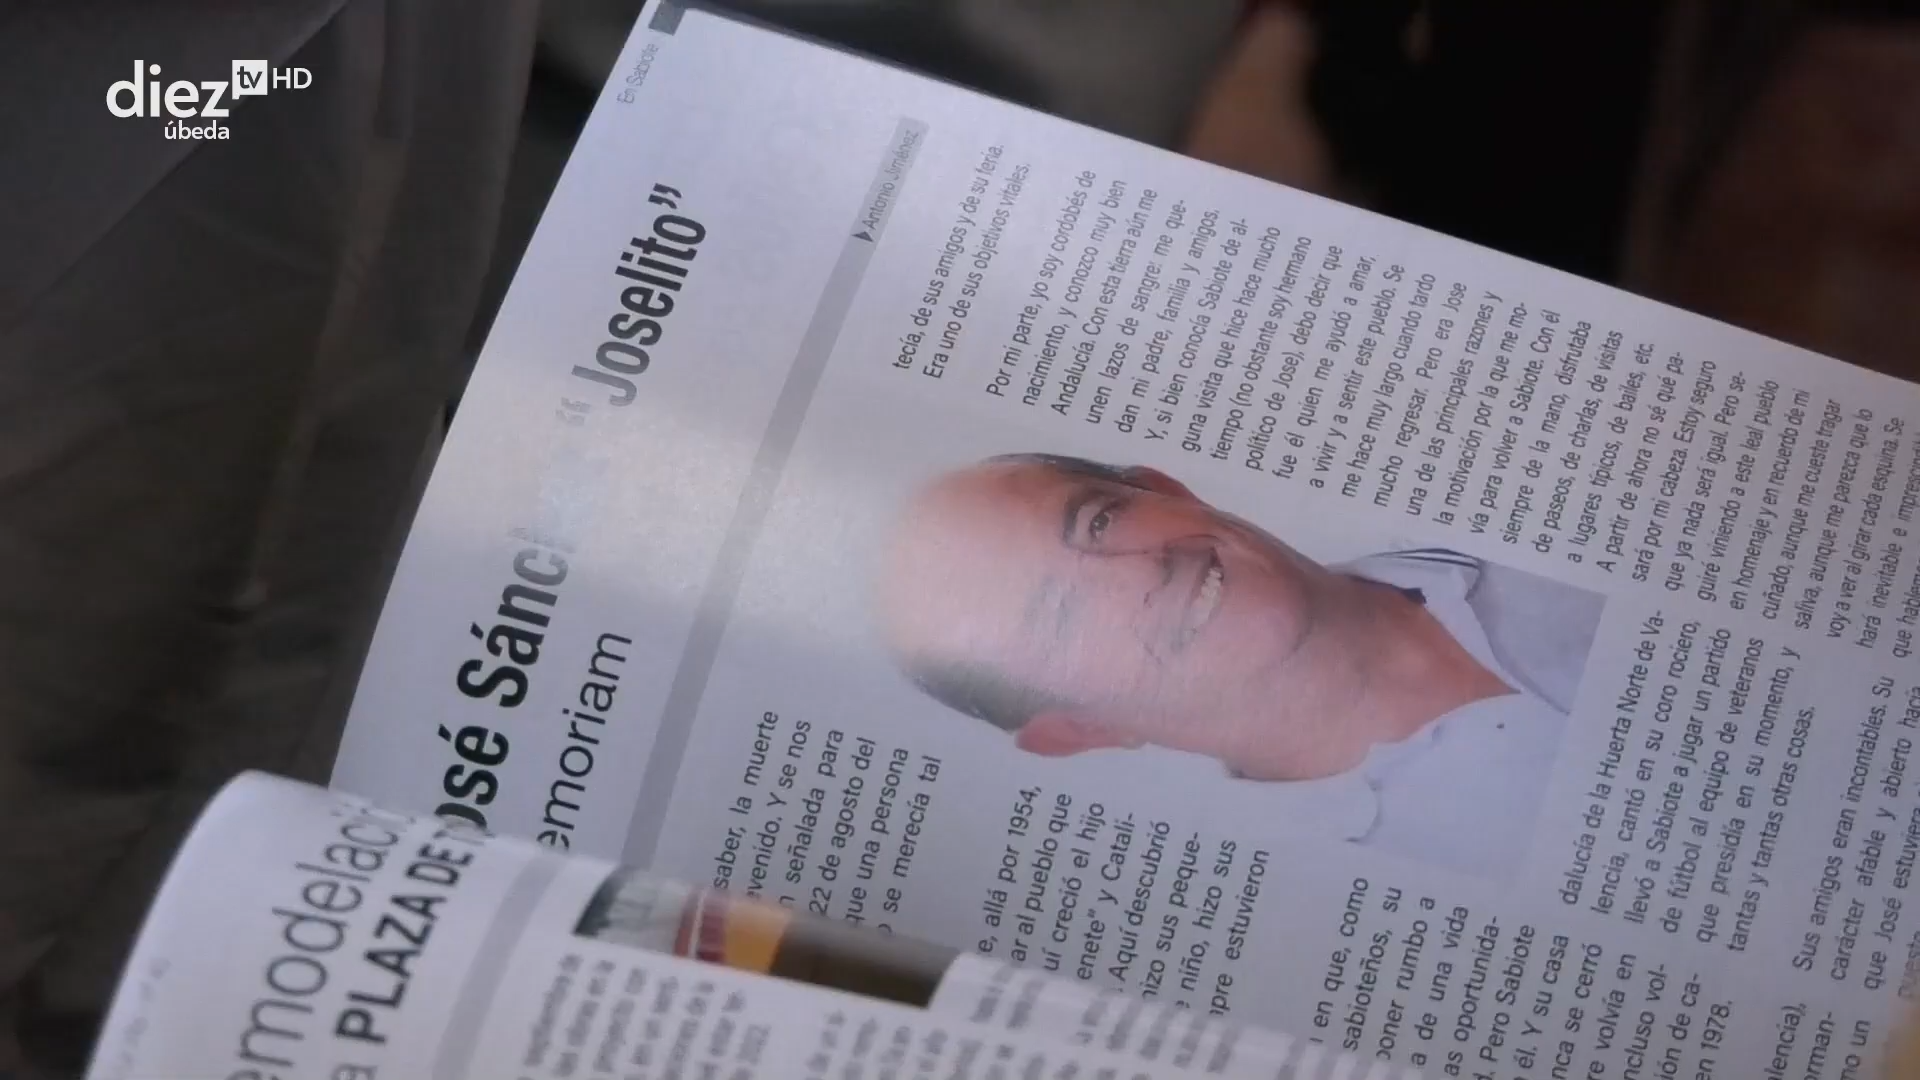 diez tv HD
úbeda
En Sabiote
José Sánch "Joselito"
emoriam
Antonio Jiménez
saber, la muerte
evenido. Y se nos
n señalada para
22 de agosto del
que una persona
se merecía tal
e, allá por 1954,
ar al pueblo que
uí creció el hijo
enete" y Catali-
Aquí descubrió
hizo sus peque-
e niño, hizo sus
mpre estuvieron
en que, como
sabioteños, su
poner rumbo a
a de una vida
as oportunida-
d. Pero Sabiote
él. Y su casa
nca se cerró
re volvía en
ncluso vol-
ión de ca-
en 1978.
alencia),
orman-
mo un
tecía, de sus amigos y de su feria.
Era uno de sus objetivos vitales.
Por mi parte, yo soy cordobés de
nacimiento, y conozco muy bien
Andalucía. Con esta tierra aún me
unen lazos de sangre: me que-
dan mi padre, familia y amigos.
Y, si bien conocía Sabiote de al-
guna visita que hice hace mucho
tiempo (no obstante soy hermano
político de Jose), debo decir que
fue él quien me ayudó a amar,
a vivir y a sentir este pueblo. Se
me hace muy largo cuando tardo
mucho regresar. Pero era Jose
una de las principales razones y
la motivación por la que me mo-
vía para volver a Sabiote. Con él
siempre de la mano, disfrutaba
de paseos, de charlas, de visitas
a lugares típicos, de bailes, etc.
A partir de ahora no sé qué pa-
sará por mi cabeza. Estoy seguro
que ya nada será igual. Pero se-
guiré viniendo a este leal pueblo
en homenaje y en recuerdo de mi
cuñado, aunque me cueste tragar
saliva, aunque me parezca que lo
voy a ver al girar cada esquina. Se
hará inevitable e
que
dalucía de la Huerta Norte de Va-
lencia, cantó en su coro rociero,
llevó a Sabiote a jugar un partido
de fútbol al equipo de veteranos
que presidía en su momento, y
tantas y tantas otras cosas.
Sus amigos eran incontables. Su
carácter afable y abierto hacía
que José estuviera
emodelaci
a PLAZA DE